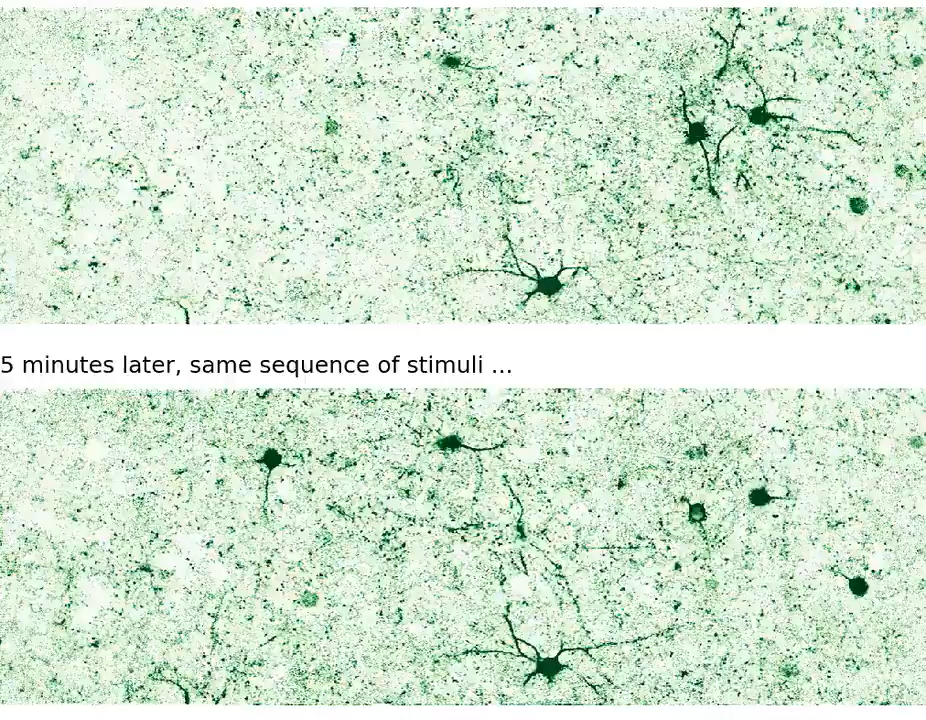 5 minutes later, same sequence of stimuli ...